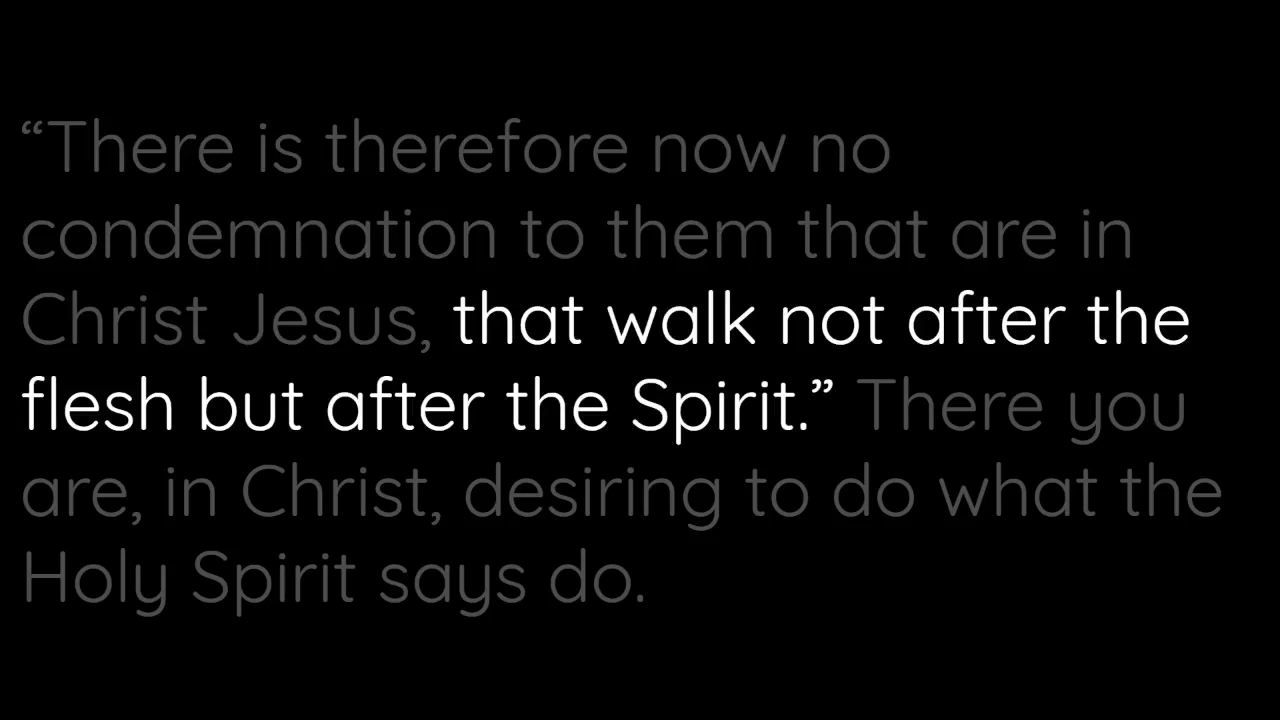 “There is therefore now no
condemnation to them that are in
Christ Jesus, that walk not after the
flesh but after the Spirit.” There you
are, in Christ, desiring to do what the
Holy Spirit says do.